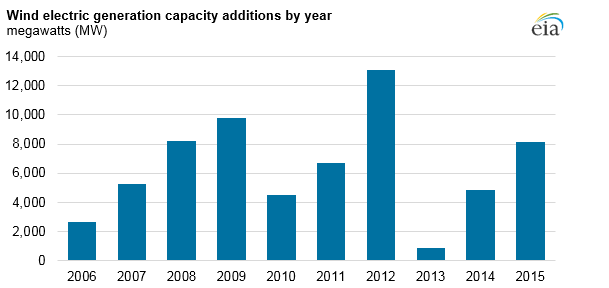 Wind electric generation capacity additions by year
megawatts (MW)
eia
14,000
12,000
10,000
8,000
6,000
4,000
2,000
0
2006 2007 2008 2009 2010 2011 2012 2013 2014 2015